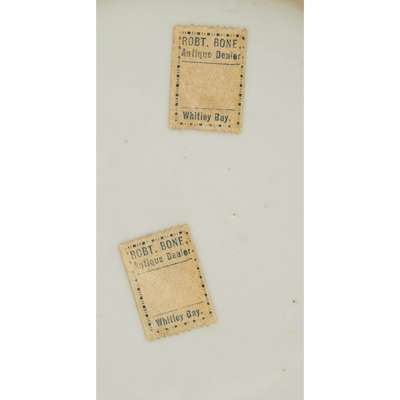 ROBT. BONE,
Antique Dealer
Whitley Bay.
ROBT. BONE,
Antique Dealer
Whitley Bay.